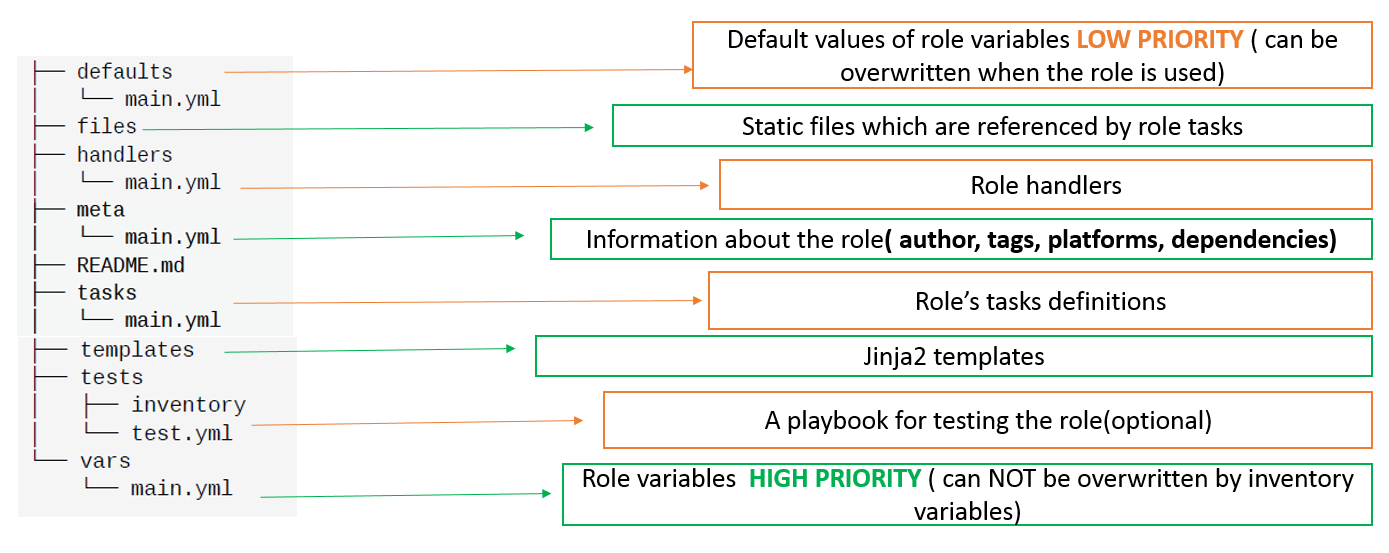 defaults
main.yml
files
handlers
main.yml
meta
main.yml
README.md
tasks
main.yml
templates
tests
inventory
test.yml
vars
main.yml
Default values of role variables LOW PRIORITY ( can be
overwritten when the role is used)
Static files which are referenced by role tasks
Role handlers
Information about the role( author, tags, platforms, dependencies)
Role’s tasks definitions
Jinja2 templates
A playbook for testing the role(optional)
Role variables HIGH PRIORITY ( can NOT be overwritten by inventory
variables)